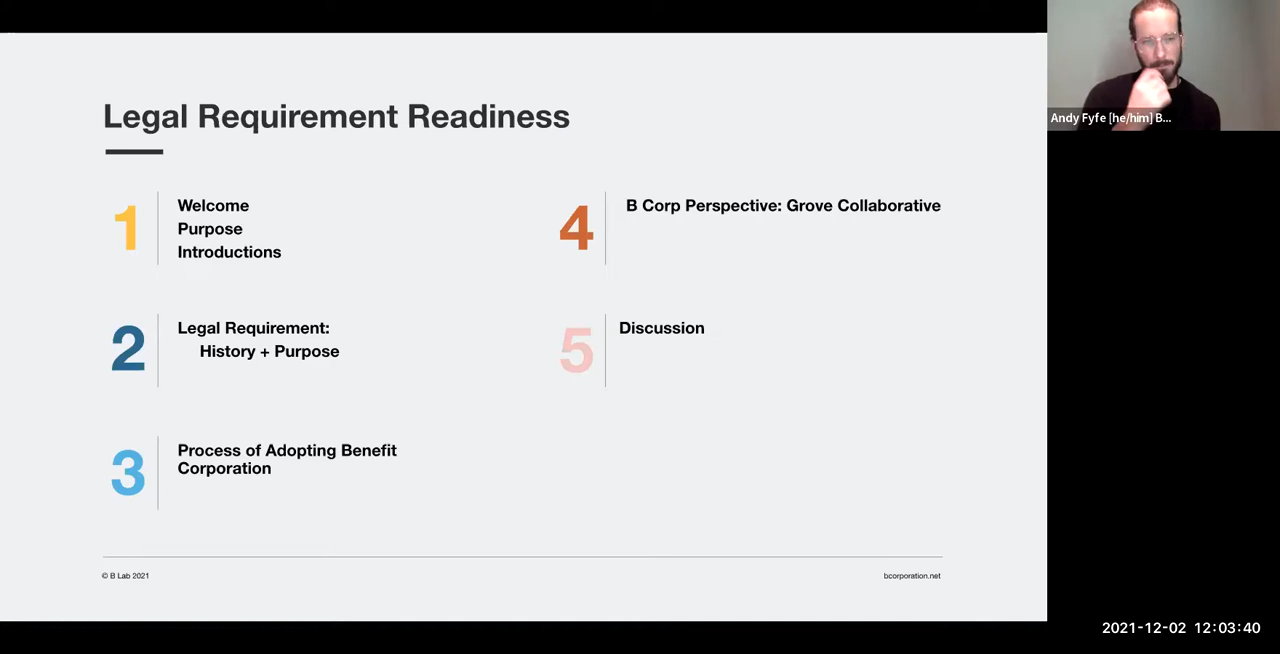 Legal Requirement Readiness
1
Welcome
Purpose
Introductions
2
Legal Requirement:
History + Purpose
3
Process of Adopting Benefit
Corporation
4
B Corp Perspective: Grove Collaborative
5
Discussion
© B Lab 2021
bcorporation.net
Andy Fyfe [he/him] B...
2021-12-02 12:03:40